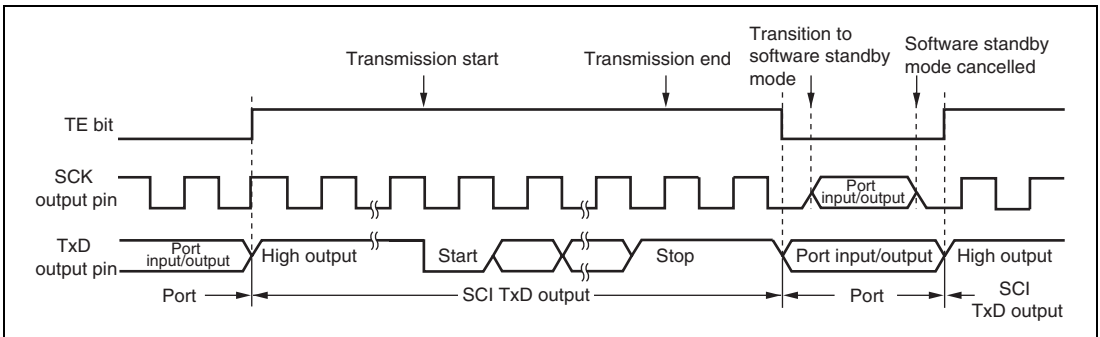 Transmission start
Transmission end
Transition to
software standby
mode
Software standby
mode cancelled
TE bit
SCK
output pin
Port
input/output
TxD
output pin
Port
input/output
High output
Start
Stop
Port input/output
High output
Port
SCI TxD output
Port
SCI
TxD output